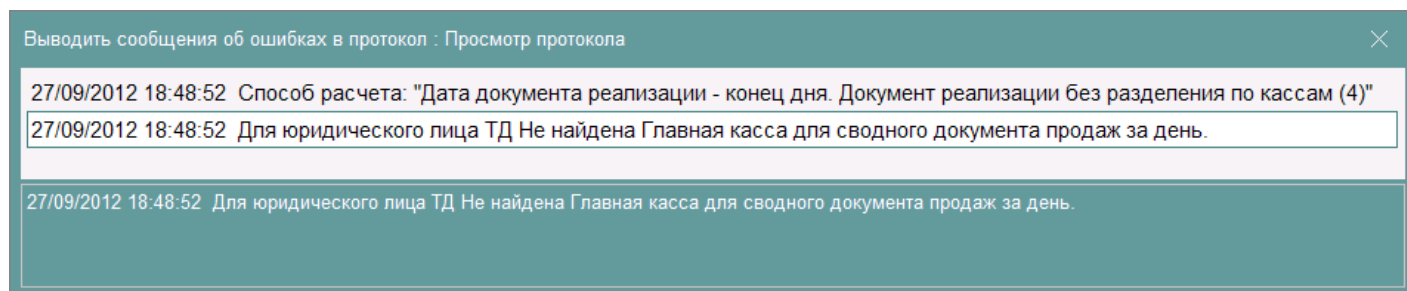 Выводить сообщения об ошибках в протокол : Просмотр протокола
27/09/2012 18:48:52 Способ расчета: "Дата документа реализации - конец дня. Документ реализации без разделения по кассам (4)"
27/09/2012 18:48:52 Для юридического лица ТД Не найдена Главная касса для сводного документа продаж за день.
27/09/2012 18:48:52 Для юридического лица ТД Не найдена Главная касса для сводного документа продаж за день.